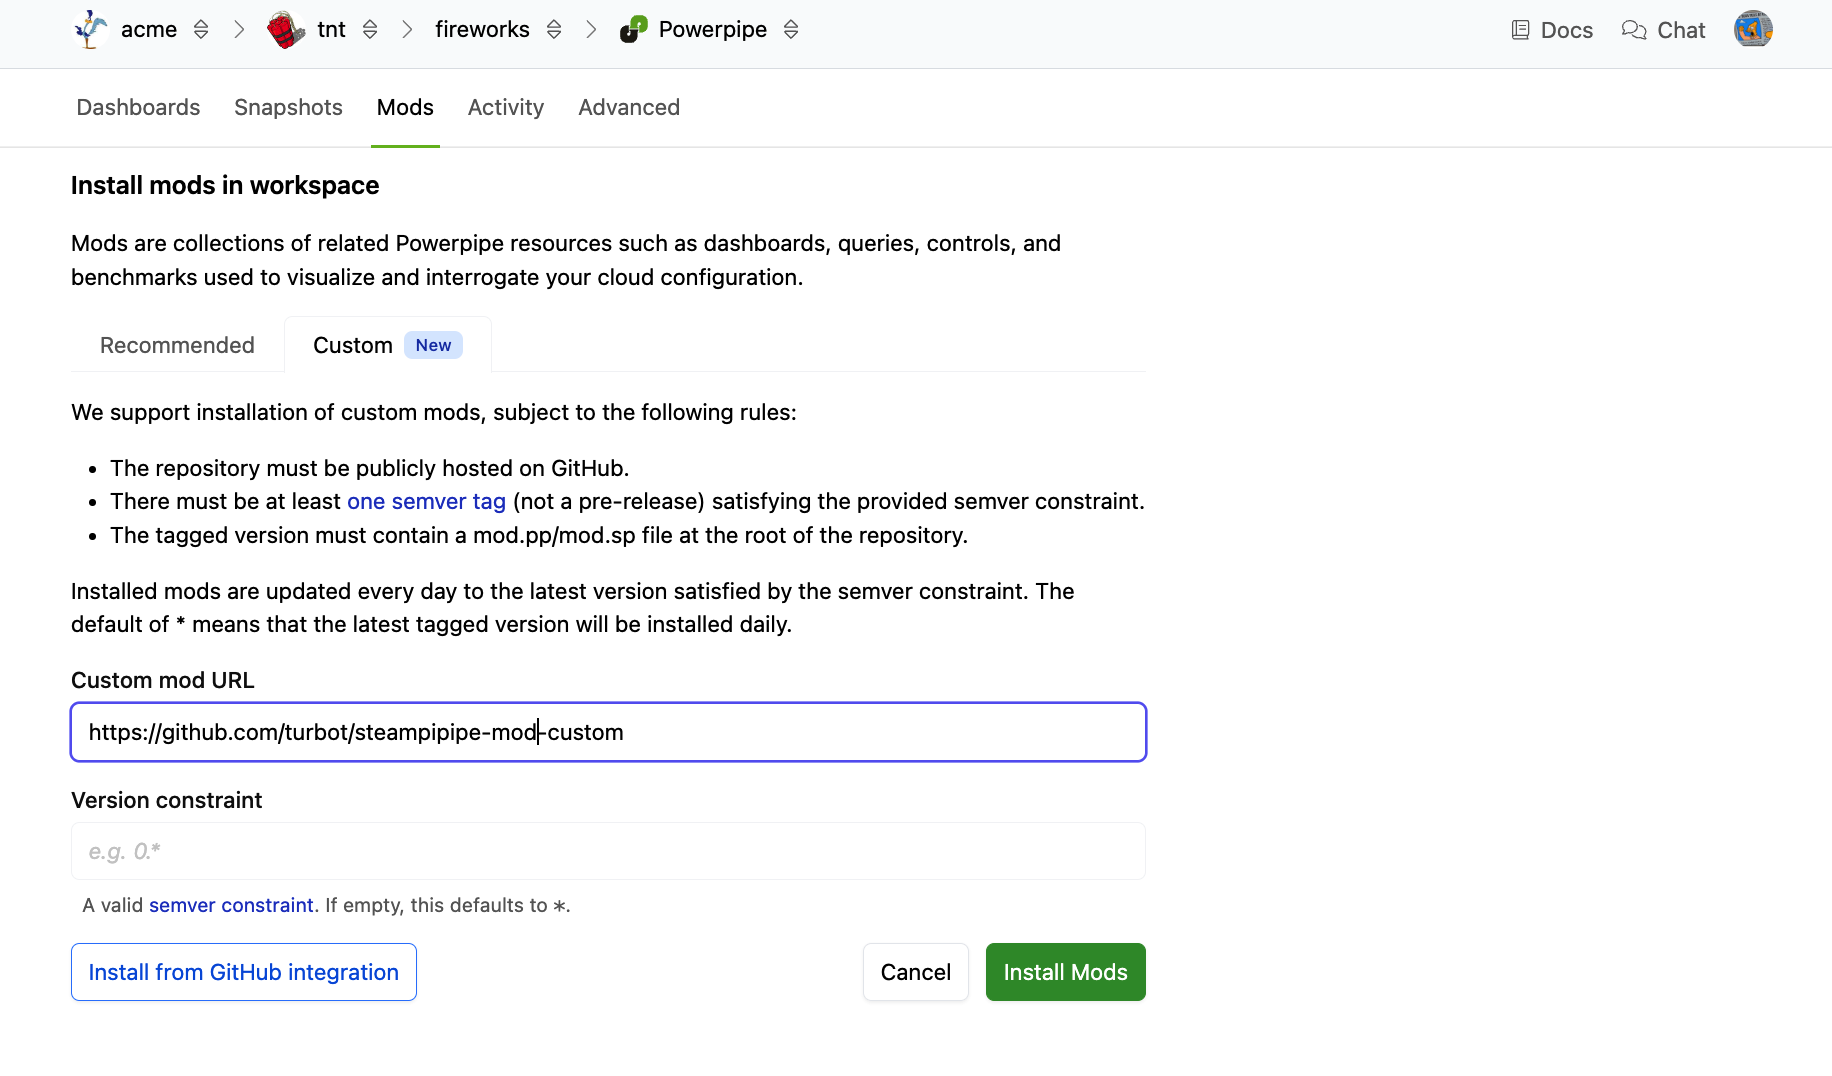 acme tnt fireworks Powerpipe Docs Chat
Dashboards Snapshots Mods Activity Advanced
Install mods in workspace
Mods are collections of related Powerpipe resources such as dashboards, queries, controls, and
benchmarks used to visualize and interrogate your cloud configuration.
Recommended Custom New
We support installation of custom mods, subject to the following rules:
• The repository must be publicly hosted on GitHub.
• There must be at least one semver tag (not a pre-release) satisfying the provided semver constraint.
• The tagged version must contain a mod.pp/mod.sp file at the root of the repository.
Installed mods are updated every day to the latest version satisfied by the semver constraint. The
default of * means that the latest tagged version will be installed daily.
Custom mod URL
https://github.com/turbot/steampipipe-mod-custom
Version constraint
e.g. 0.*
A valid semver constraint. If empty, this defaults to *.
Install from GitHub integration Cancel Install Mods